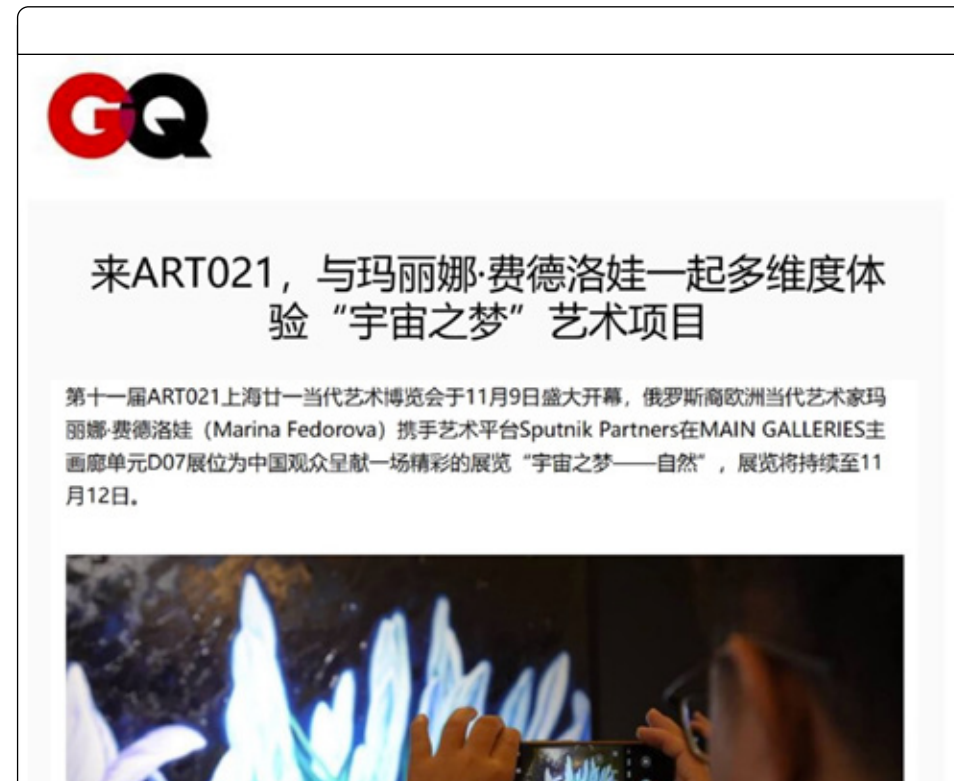 GQ
来ART021，与玛丽娜·费德洛娃一起多维度体
验“宇宙之梦”艺术项目
第十一届ART021上海廿一当代艺术博览会于11月9日盛大开幕，俄罗斯裔欧洲当代艺术家玛
丽娜·费德洛娃（Marina Fedorova）携手艺术平台Sputnik Partners在MAIN GALLERIES主
画廊单元D07展位为中国观众呈献一场精彩的展览“宇宙之梦——自然”，展览将持续至11
月12日。